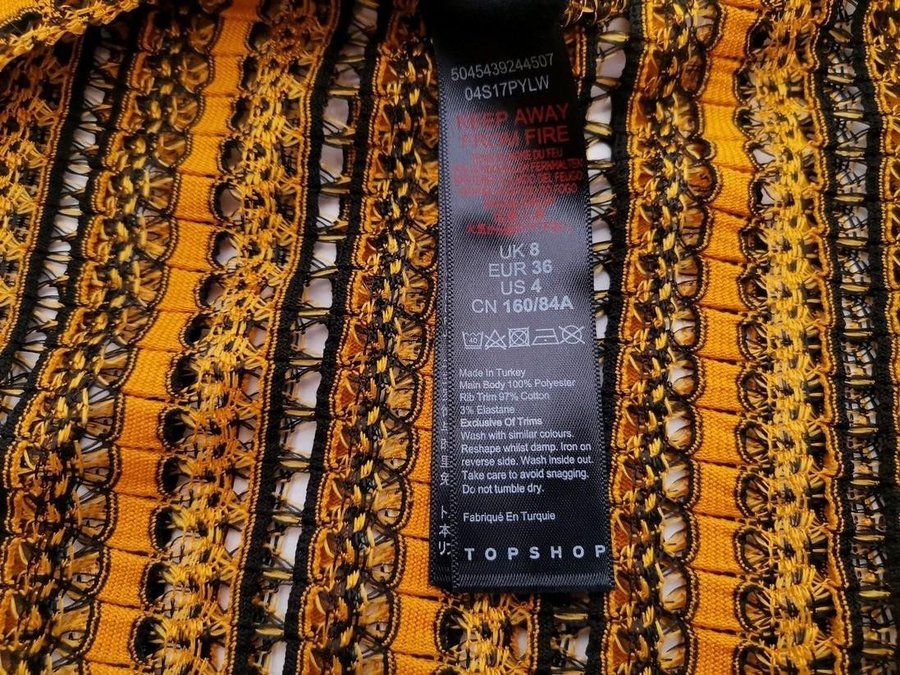 5045439244507
04S17PYLW
KEEP AWAY
FROM FIRE
DU FEU
UK 8
EUR 36
US 4
CN 160/84A
40
Made In Turkey
Main Body 100% Polyester
Rib Trim 97% Cotton
3% Elastane
Exclusive Of Trims
Wash with similar colours.
Reshape whilst damp. Iron on
reverse side. Wash inside out.
Take care to avoid snagging.
Do not tumble dry.
Fabriqué En Turquie
TOPSHOP